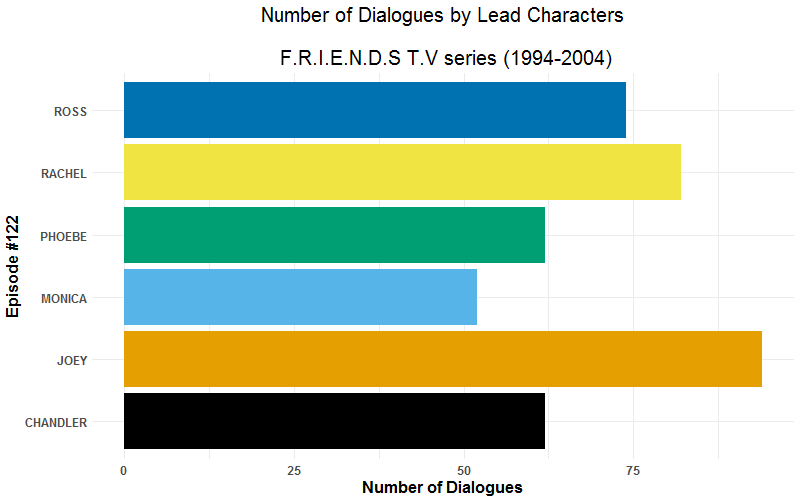 Number of Dialogues by Lead Characters
F.R.I.E.N.D.S T.V series (1994-2004)
Episode #122
ROSS
RACHEL
PHOEBE
MONICA
JOEY
CHANDLER
0 25 50 75
Number of Dialogues